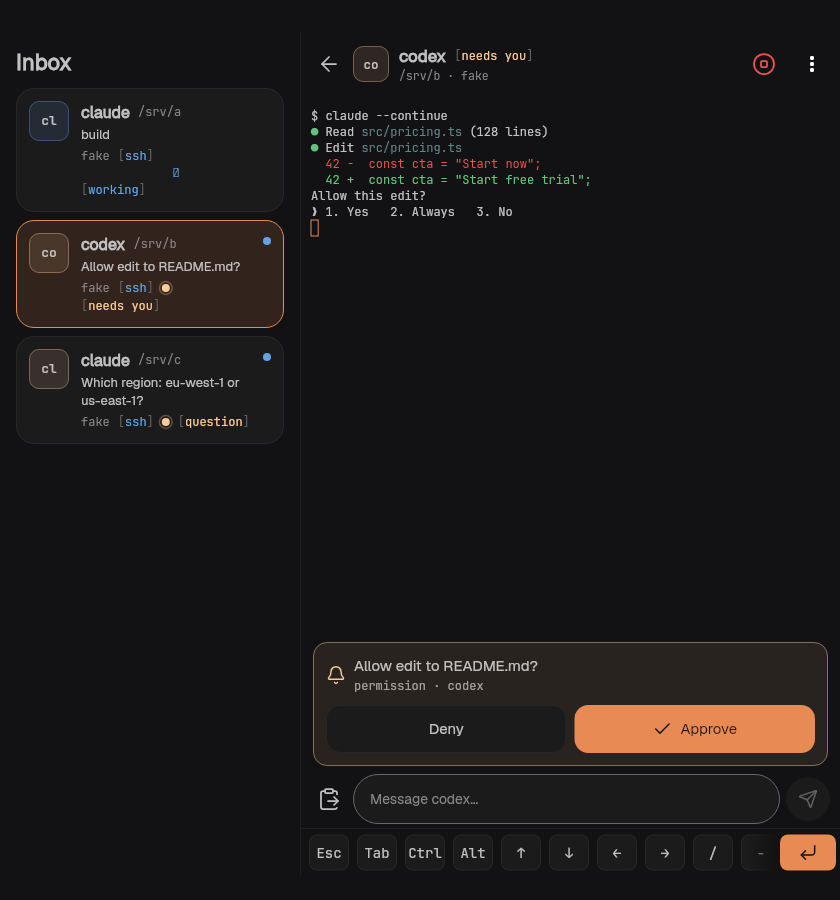 Inbox
cl
claude /srv/a
build
fake [ssh]
[working]
co
codex /srv/b
Allow edit to README.md?
fake [ssh]
[needs you]
cl
claude /srv/c
Which region: eu-west-1 or
us-east-1?
fake [ssh] [question]
co
codex [needs you]
/srv/b · fake
$ claude --continue
● Read src/pricing.ts (128 lines)
● Edit src/pricing.ts
42 -  const cta = "Start now";
42 +  const cta = "Start free trial";
Allow this edit?
❯ 1. Yes   2. Always   3. No
Allow edit to README.md?
permission · codex
Deny
Approve
Message codex…
Esc Tab Ctrl Alt ↑ ↓ ← → / -